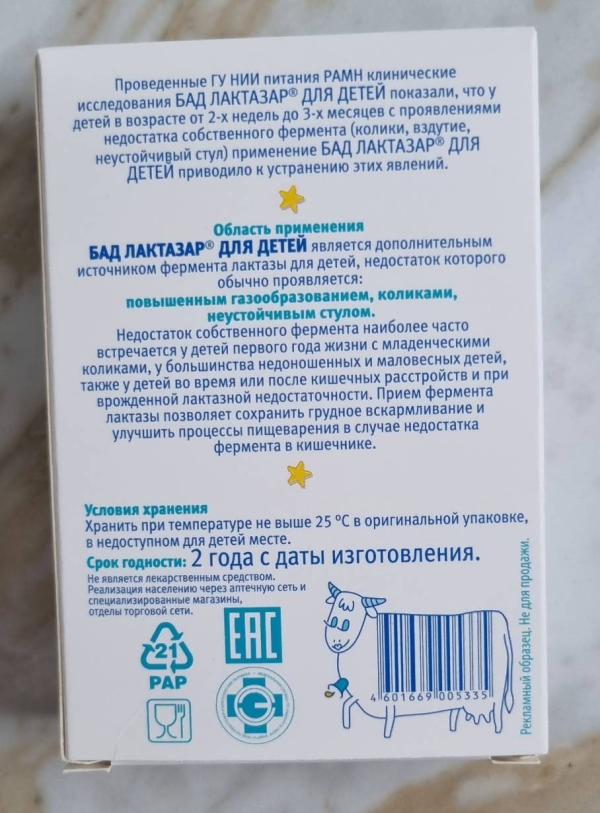 Проведенные ГУ НИИ питания РАМН клинические
исследования БАД ЛАКТАЗАР® ДЛЯ ДЕТЕЙ показали, что у
детей в возрасте от 2-х недель до 3-х месяцев с проявлениями
недостатка собственного фермента (колики, вздутие,
неустойчивый стул) применение БАД ЛАКТАЗАР® ДЛЯ
ДЕТЕЙ приводило к устранению этих явлений.
Область применения
БАД ЛАКТАЗАР® ДЛЯ ДЕТЕЙ является дополнительным
источником фермента лактазы для детей, недостаток которого
обычно проявляется:
повышенным газообразованием, коликами,
неустойчивым стулом.
Недостаток собственного фермента наиболее часто
встречается у детей первого года жизни с младенческими
коликами, у большинства недоношенных и маловесных детей,
также у детей во время или после кишечных расстройств и при
врожденной лактазной недостаточности. Прием фермента
лактазы позволяет сохранить грудное вскармливание и
улучшить процессы пищеварения в случае недостатка
фермента в кишечнике.
Условия хранения
Хранить при температуре не выше 25 °C в оригинальной упаковке,
в недоступном для детей месте.
Срок годности: 2 года с даты изготовления.
Не является лекарственным средством.
Реализация населению через аптечную сеть и
специализированные магазины,
отделы торговой сети.
21
PAP
EAC
4 601669 005335
Рекламный образец. Не для продажи.